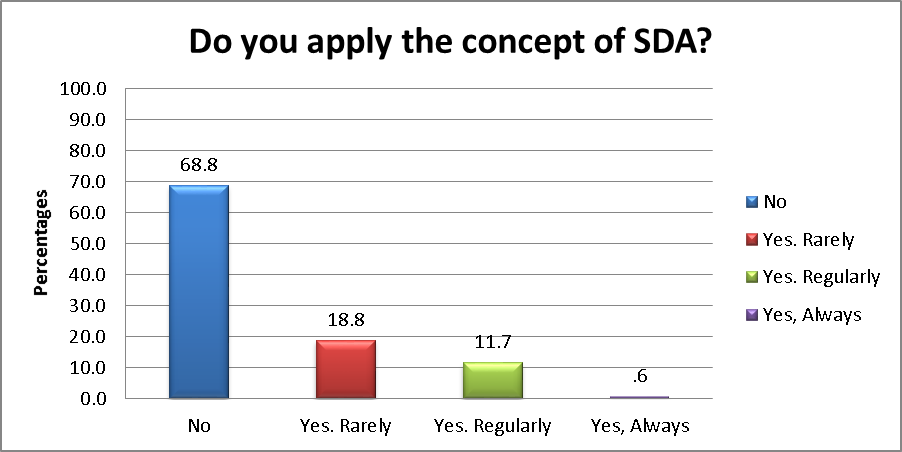 Do you apply the concept of SDA?
Percentages
100.0
90.0
80.0
70.0
60.0
50.0
40.0
30.0
20.0
10.0
0.0
68.8
18.8
11.7
.6
No
Yes. Rarely
Yes. Regularly
Yes, Always
No
Yes. Rarely
Yes. Regularly
Yes, Always